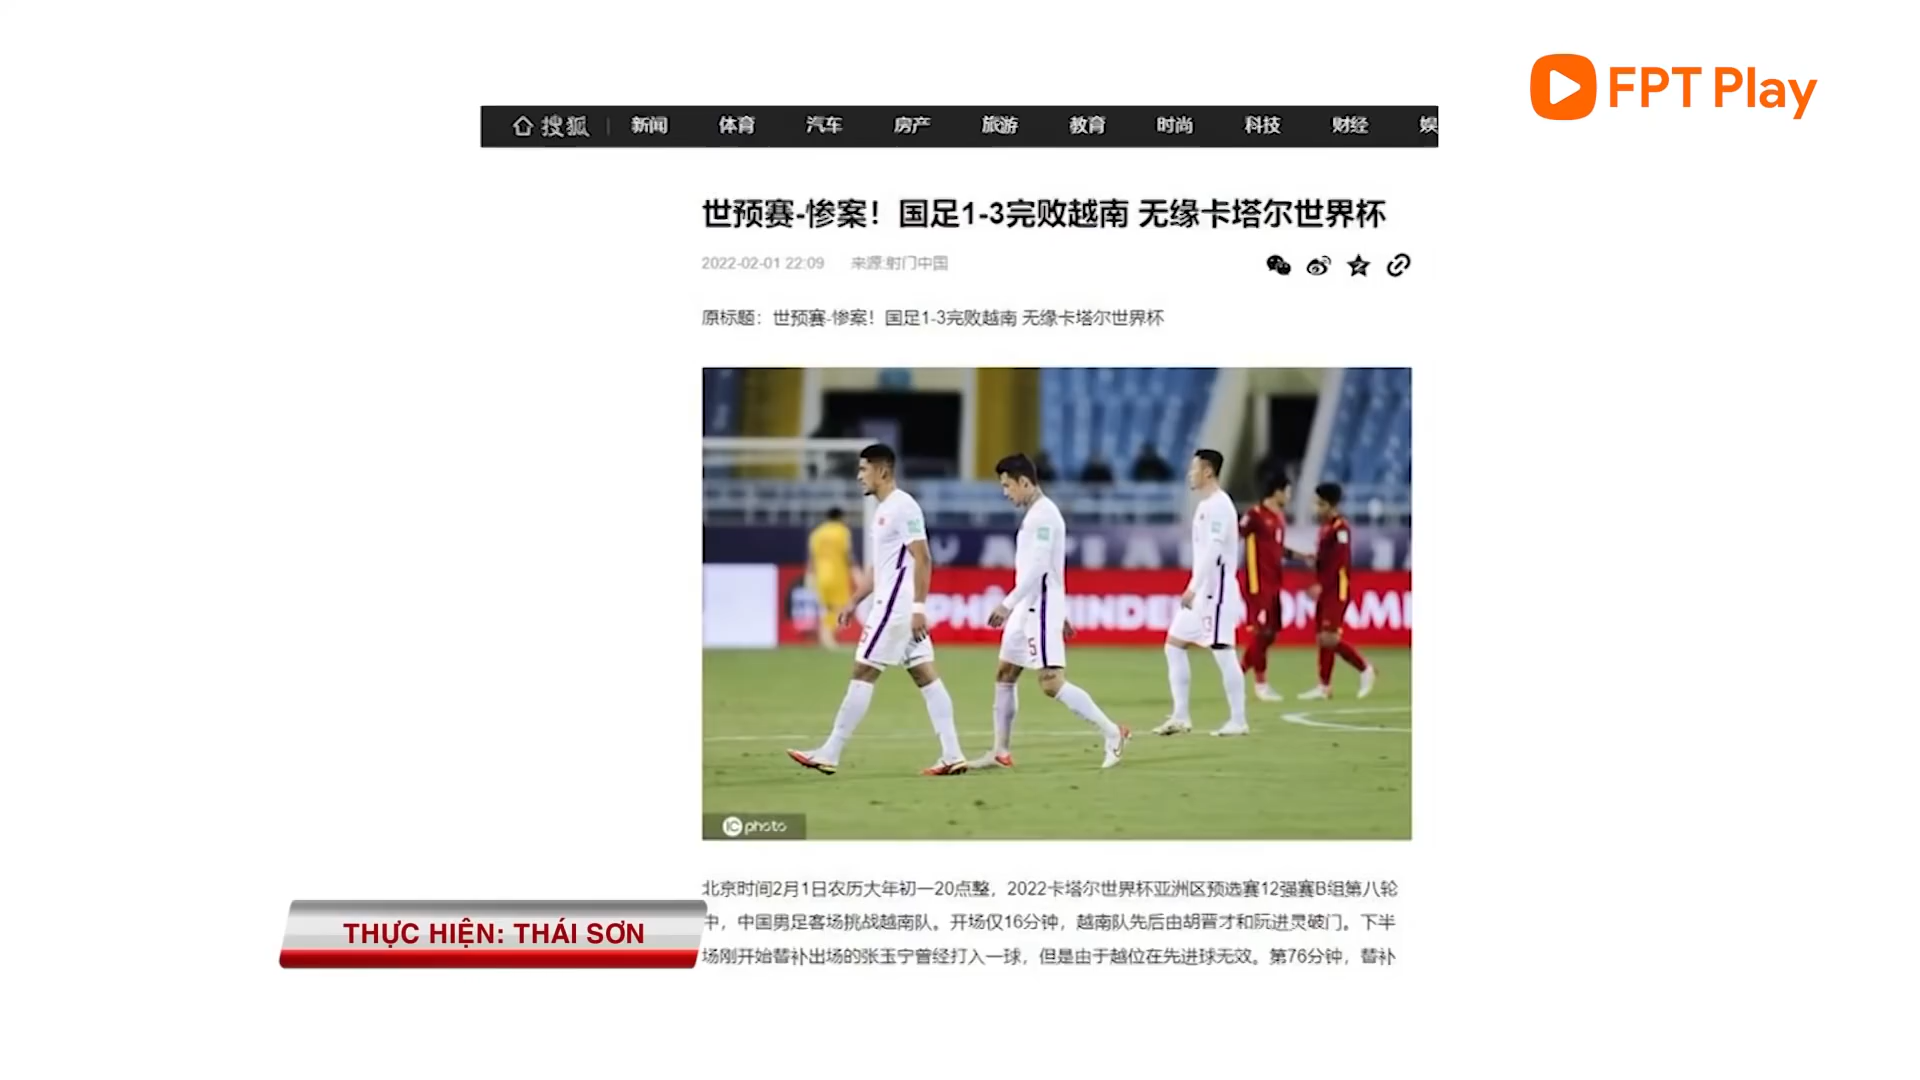 FPT Play
搜狐 | 新闻 体育 汽车 房产 旅游 教育 时尚 科技 财经 娱
世预赛-惨案！国足1-3完败越南 无缘卡塔尔世界杯
2022-02-01 22:09 来源:射门中国
原标题：世预赛-惨案！国足1-3完败越南 无缘卡塔尔世界杯
5
IC photo
北京时间2月1日农历大年初一20点整，2022卡塔尔世界杯亚洲区预选赛12强赛B组第八轮
中，中国男足客场挑战越南队。开场仅16分钟，越南队先后由胡晋才和阮进灵破门。下半
场刚开始替补出场的张玉宁曾经打入一球，但是由于越位在先进球无效。第76分钟，替补
THỰC HIỆN: THÁI SƠN